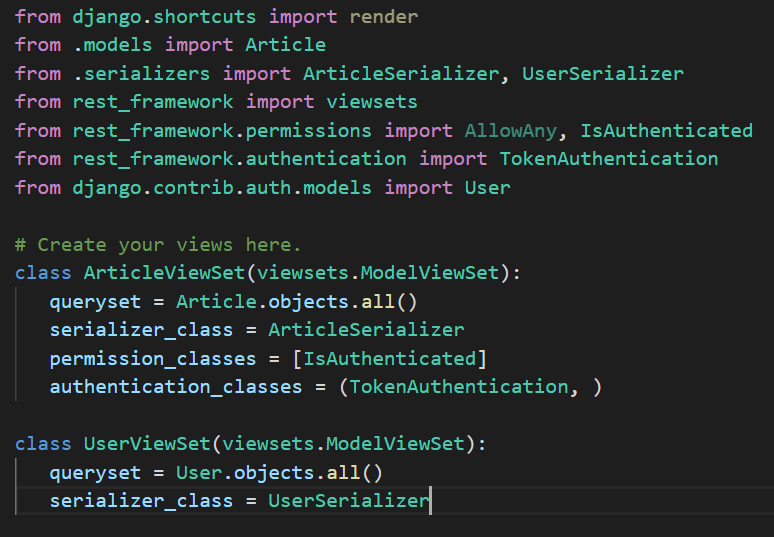 from django.shortcuts import render
from .models import Article
from .serializers import ArticleSerializer, UserSerializer
from rest_framework import viewsets
from rest_framework.permissions import AllowAny, IsAuthenticated
from rest_framework.authentication import TokenAuthentication
from django.contrib.auth.models import User

# Create your views here.
class ArticleViewSet(viewsets.ModelViewSet):
   queryset = Article.objects.all()
   serializer_class = ArticleSerializer
   permission_classes = [IsAuthenticated]
   authentication_classes = (TokenAuthentication, )

class UserViewSet(viewsets.ModelViewSet):
   queryset = User.objects.all()
   serializer_class = UserSerializer